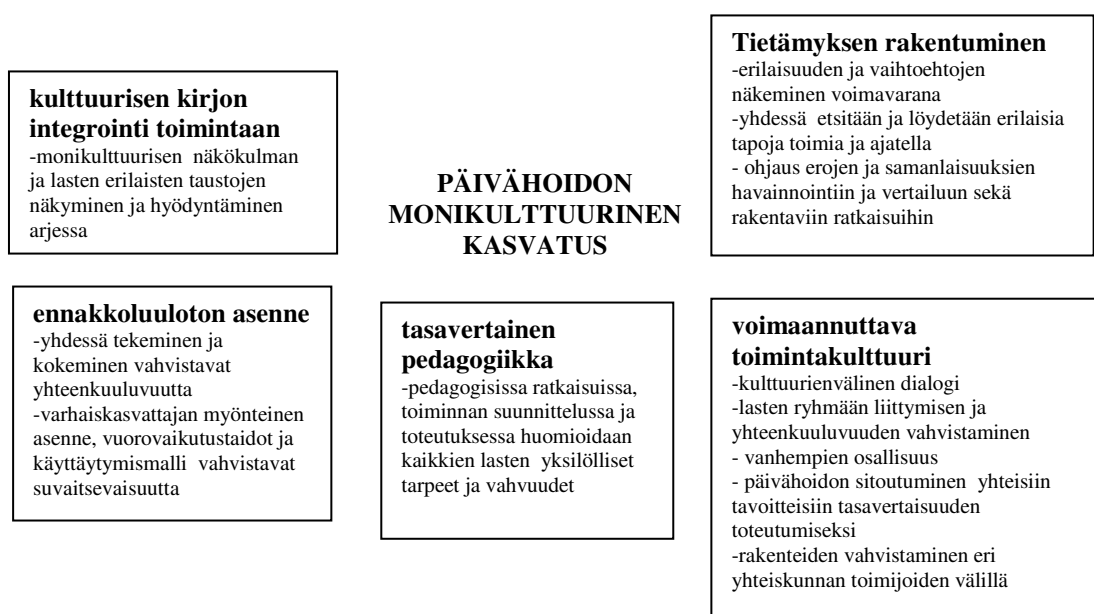 kulttuurisen kirjon
integrointi toimintaan
-monikulttuurisen näkökulman
ja lasten erilaisten taustojen
näkyminen ja hyödyntäminen
arjessa
PÄIVÄHOIDON
MONIKULTTUURINEN
KASVATUS
Tietämyksen rakentuminen
-erilaisuuden ja vaihtoehtojen
näkeminen voimavarana
-yhdessä etsitään ja löydetään erilaisia
tapoja toimia ja ajatella
- ohjaus erojen ja samanlaisuuksien
havainnointiin ja vertailuun sekä
rakentaviin ratkaisuihin
ennakkoluuloton asenne
-yhdessä tekeminen ja
kokeminen vahvistavat
yhteenkuuluvuutta
-varhaiskasvattajan myönteinen
asenne, vuorovaikutustaidot ja
käyttäytymismalli vahvistavat
suvaitsevaisuutta
tasavertainen
pedagogiikka
-pedagogisissa ratkaisuissa,
toiminnan suunnittelussa ja
toteutuksessa huomioidaan
kaikkien lasten yksilölliset
tarpeet ja vahvuudet
voimaannuttava
toimintakulttuuri
-kulttuurienvälinen dialogi
-lasten ryhmään liittymisen ja
yhteenkuuluvuuden vahvistaminen
- vanhempien osallisuus
- päivähoidon sitoutuminen yhteisiin
tavoitteisiin tasavertaisuuden
toteutumiseksi
-rakenteiden vahvistaminen eri
yhteiskunnan toimijoiden välillä